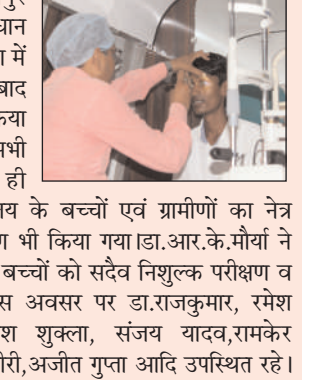 में
बाद
ही
के बच्चों एवं ग्रामीणों का नेत्र
भी किया गया।डा.आर.के.मौर्या ने
बच्चों को सदैव निशुल्क परीक्षण व
अवसर पर डा.राजकुमार, रमेश
शुक्ला, संजय यादव,रामकेर
अजीत गुप्ता आदि उपस्थित रहे।